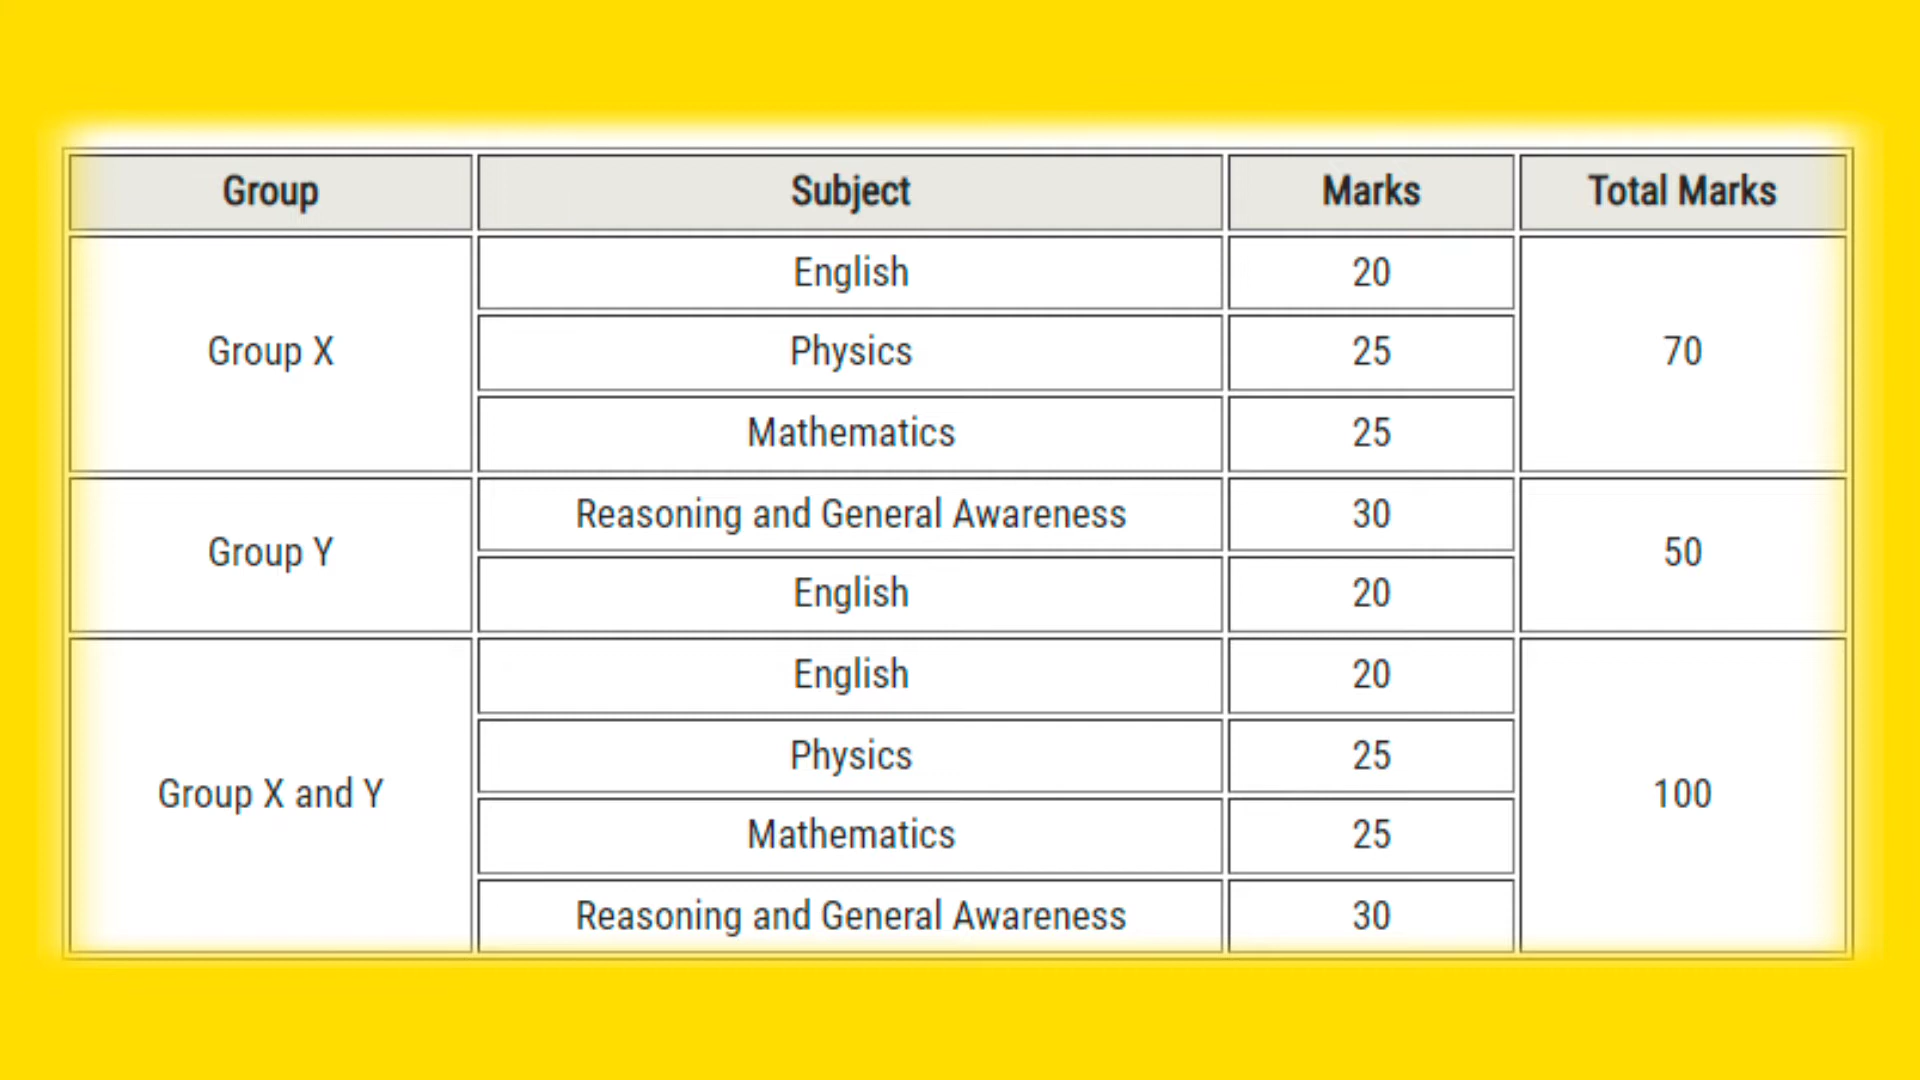 Group Subject Marks Total Marks
Group X English 20 70
Physics 25
Mathematics 25
Group Y Reasoning and General Awareness 30 50
English 20
Group X and Y English 20 100
Physics 25
Mathematics 25
Reasoning and General Awareness 30